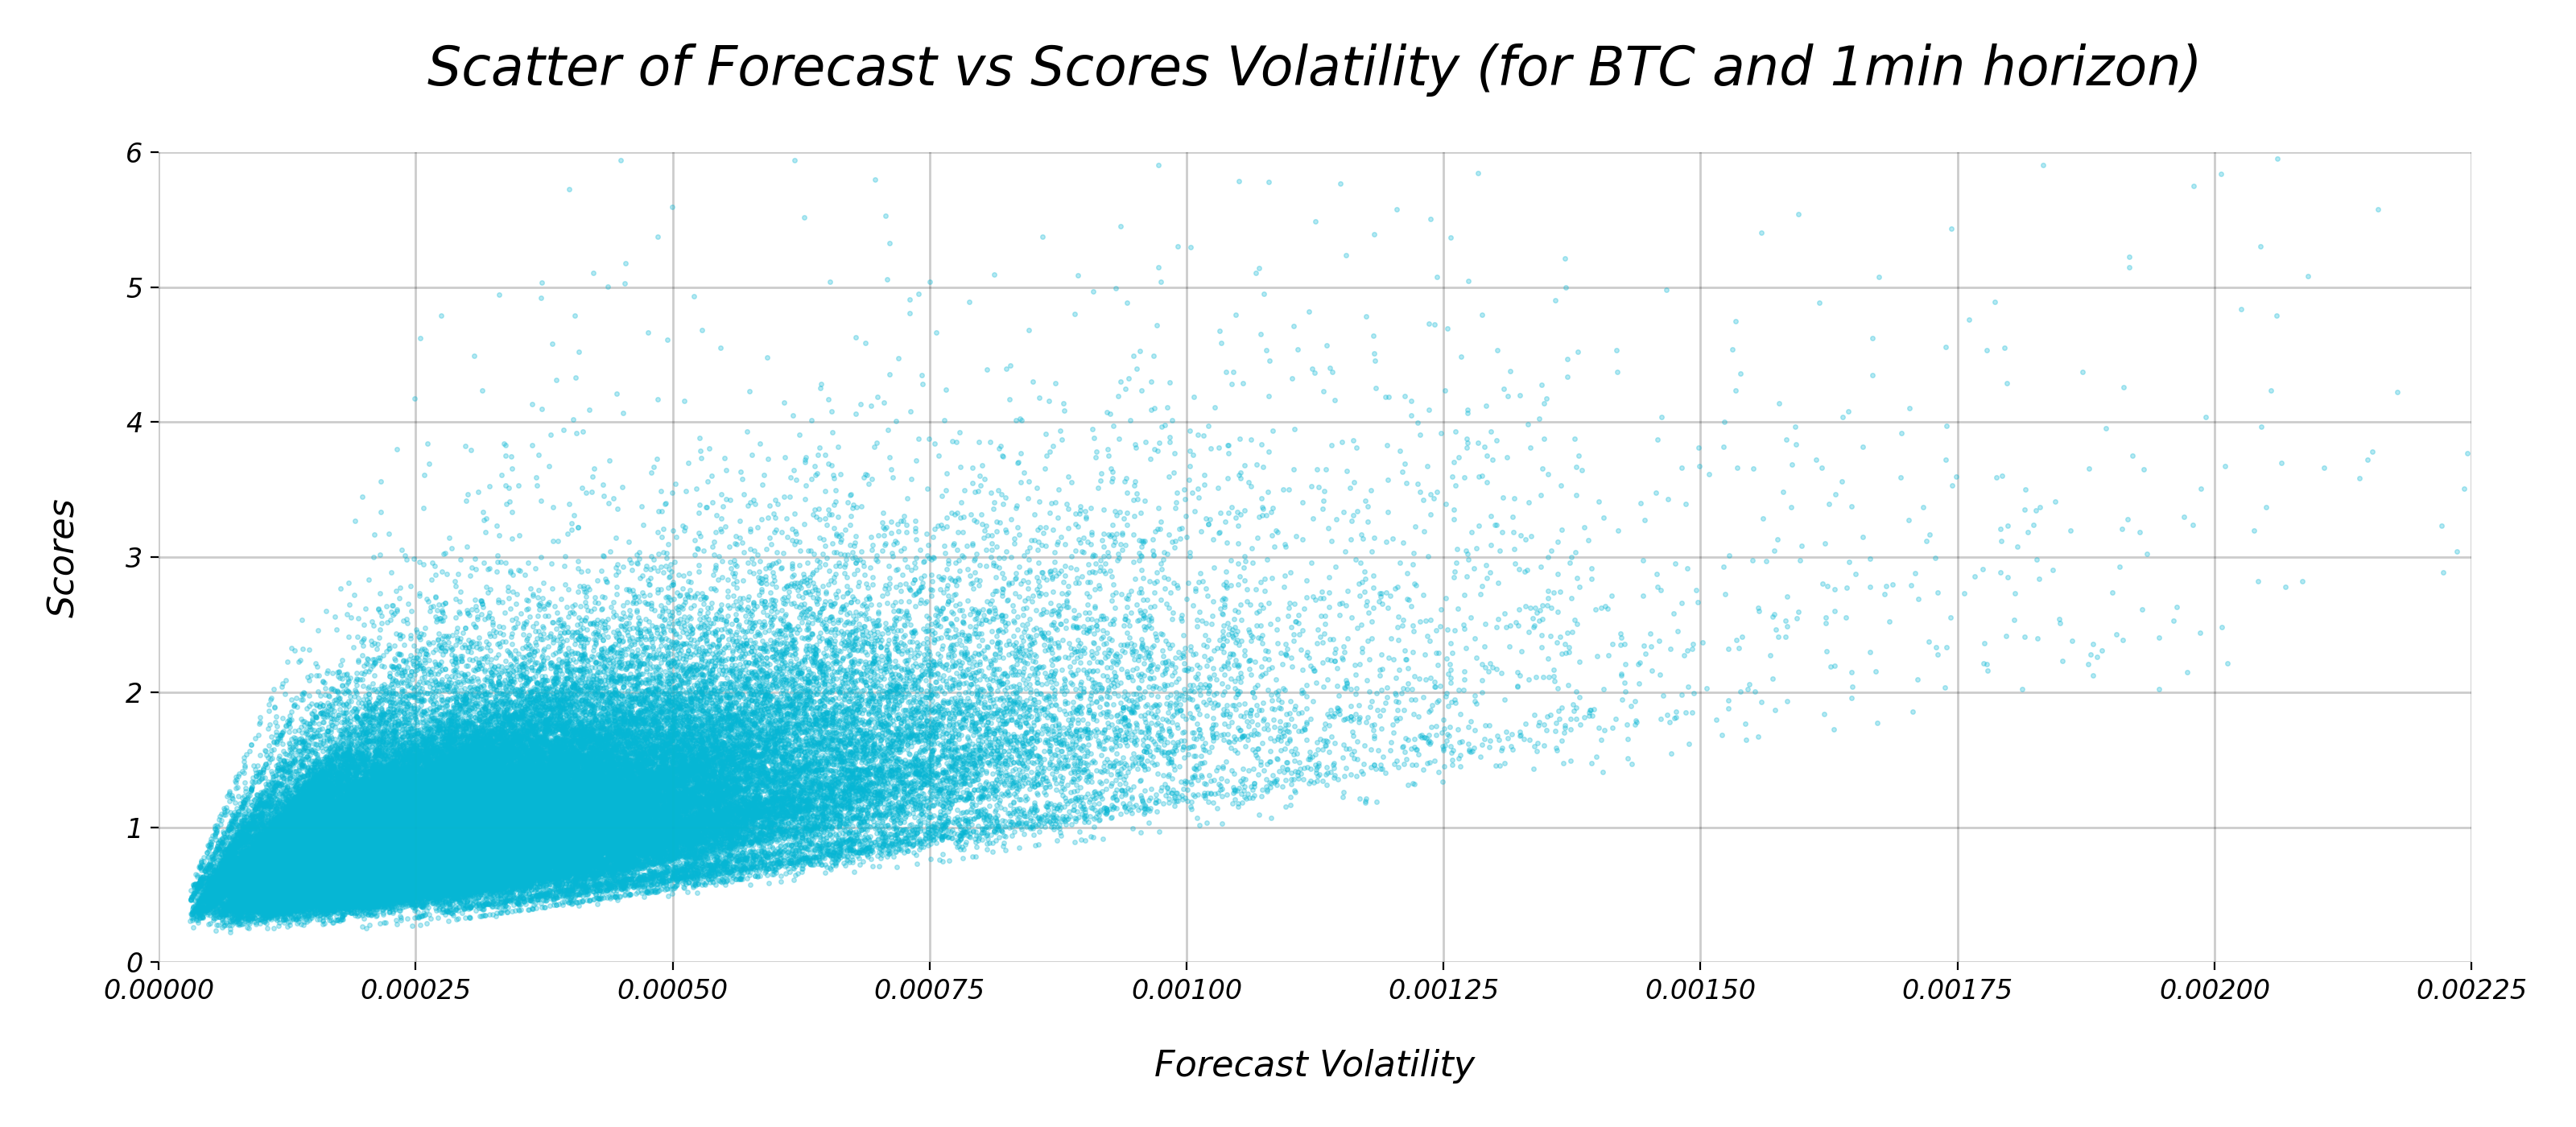 Scatter of Forecast vs Scores Volatility (for BTC and 1min horizon)
6
5
4
3
2
1
0
Scores
0.00000 0.00025 0.00050 0.00075 0.00100 0.00125 0.00150 0.00175 0.00200 0.00225
Forecast Volatility